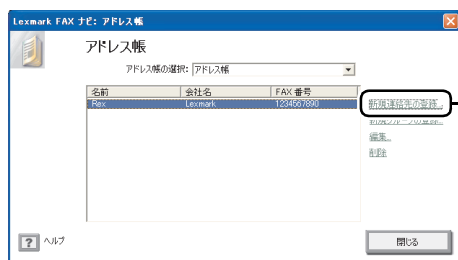 Lexmark FAX ナビ: アドレス帳
アドレス帳
アドレス帳の選択: アドレス帳
名前 会社名 FAX 番号
Rex Lexmark 1234567890
新規連絡先の登録...
新規グループの登録...
編集...
削除
? ヘルプ
閉じる